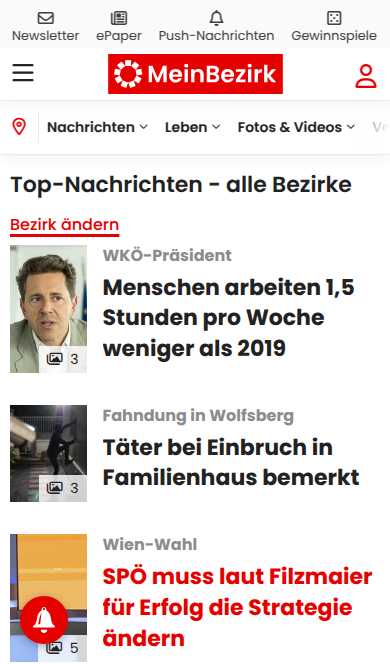 Newsletter ePaper Push-Nachrichten Gewinnspiele
MeinBezirk
Nachrichten Leben Fotos & Videos
Top-Nachrichten - alle Bezirke
Bezirk ändern
WKÖ-Präsident
Menschen arbeiten 1,5
Stunden pro Woche
weniger als 2019
3
Fahndung in Wolfsberg
Täter bei Einbruch in
Familienhaus bemerkt
3
Wien-Wahl
SPÖ muss laut Filzmaier
für Erfolg die Strategie
ändern
5